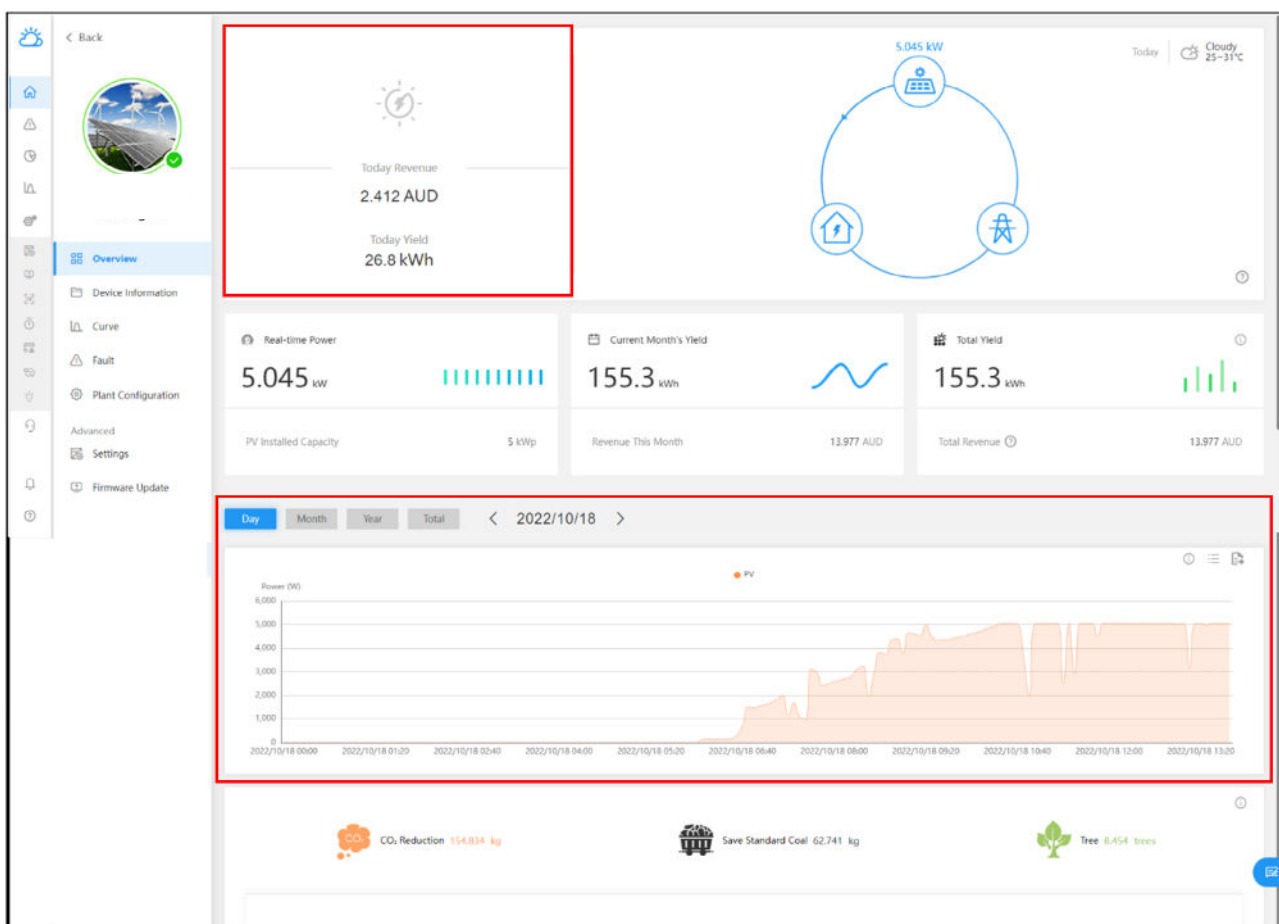 Back
Overview
Device Information
Curve
Fault
Plant Configuration
Advanced
Settings
Firmware Update
Today Revenue
2.412 AUD
Today Yield
26.8 kWh
5.045 kW
Today
Cloudy
25~31°C
Real-time Power
5.045 kW
PV Installed Capacity 5 kWp
Current Month's Yield
155.3 kWh
Revenue This Month 13.977 AUD
Total Yield
155.3 kWh
Total Revenue 13.977 AUD
Day Month Year Total 2022/10/18
PV
Power (W)
6,000
5,000
4,000
3,000
2,000
1,000
0
2022/10/18 00:00 2022/10/18 01:20 2022/10/18 02:40 2022/10/18 04:00 2022/10/18 05:20 2022/10/18 06:40 2022/10/18 08:00 2022/10/18 09:20 2022/10/18 10:40 2022/10/18 12:00 2022/10/18 13:20
CO₂
CO₂ Reduction 154.834 kg
Save Standard Coal 62.741 kg
Tree 8.454 trees